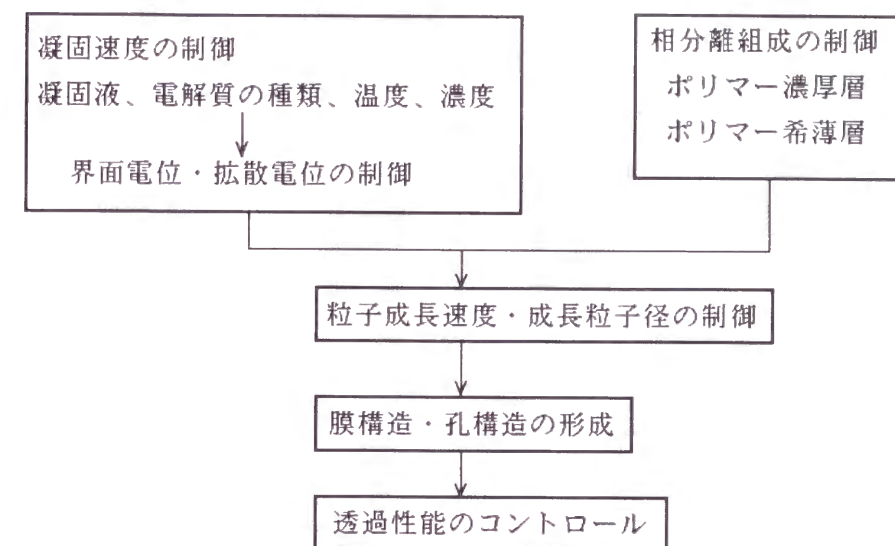 凝固速度の制御
凝固液、電解質の種類、温度、濃度
界面電位・拡散電位の制御
相分離組成の制御
ポリマー濃厚層
ポリマー希薄層
粒子成長速度・成長粒子径の制御
膜構造・孔構造の形成
透過性能のコントロール